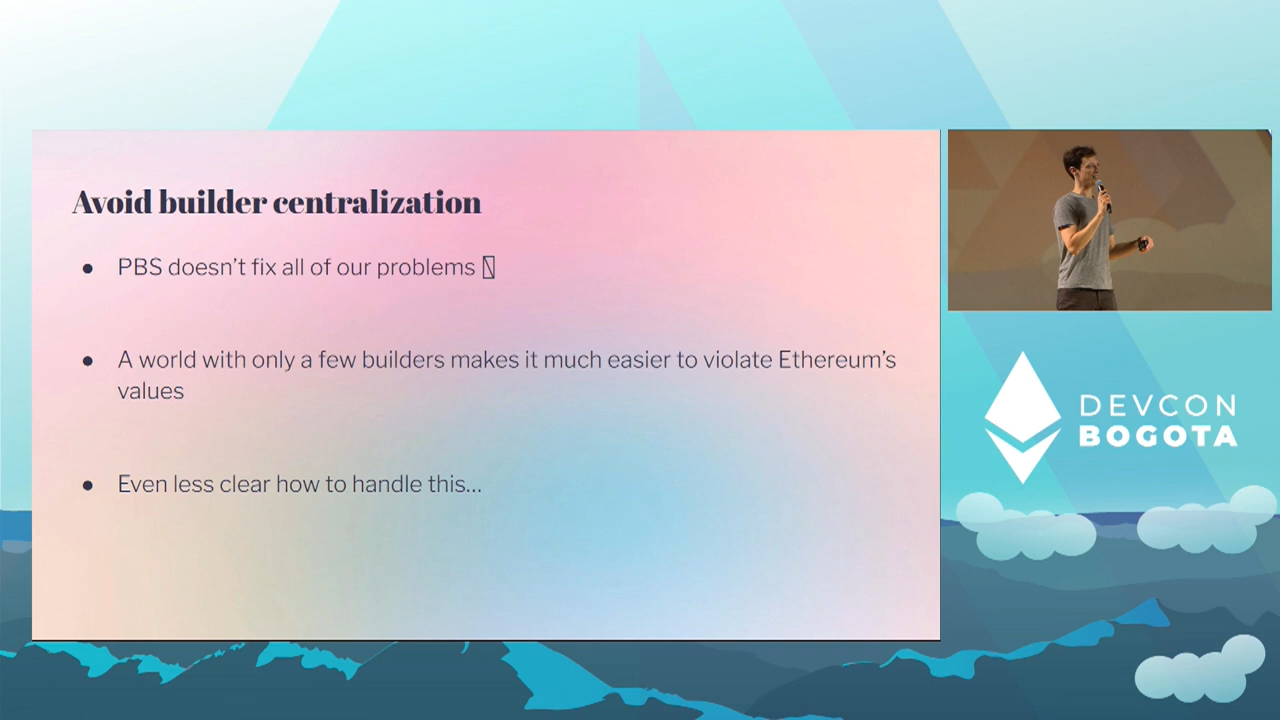 Avoid builder centralization
● PBS doesn't fix all of our problems
● A world with only a few builders makes it much easier to violate Ethereum's
values
● Even less clear how to handle this...
DEVCON
BOGOTA